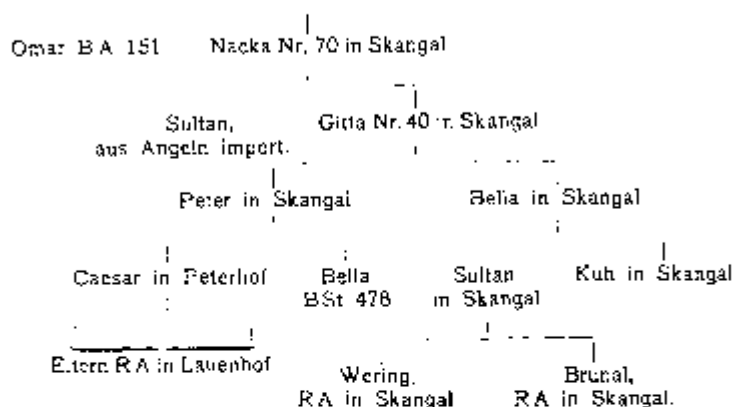 Omar BA 151 Nacka Nr. 70 in Skangal
Sultan, Gitta Nr. 40 in Skangal
aus Angeln import.
Peter in Skangal Bella in Skangal
Caesar in Peterhof Bella Sultan Kuh in Skangal
BSt 478 in Skangal
Eltern RA in Lauenhof Wering, Brunal,
RA in Skangal RA in Skangal.